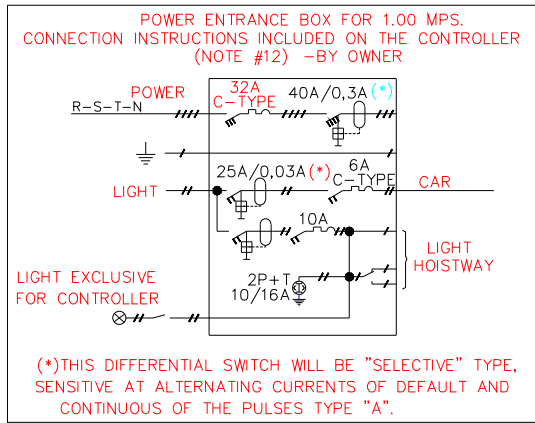 POWER ENTRANCE BOX FOR 1.00 MPS.
CONNECTION INSTRUCTIONS INCLUDED ON THE CONTROLLER
(NOTE #12) -BY OWNER
POWER
32A
C-TYPE
40A/0,3A(*)
R-S-T-N
25A/0,03A(*)
6A
C-TYPE
LIGHT
CAR
10A
LIGHT
HOISTWAY
2P+T
10/16A
LIGHT EXCLUSIVE
FOR CONTROLLER
(*)THIS DIFFERENTIAL SWITCH WILL BE "SELECTIVE" TYPE,
SENSITIVE AT ALTERNATING CURRENTS OF DEFAULT AND
CONTINUOUS OF THE PULSES TYPE "A".